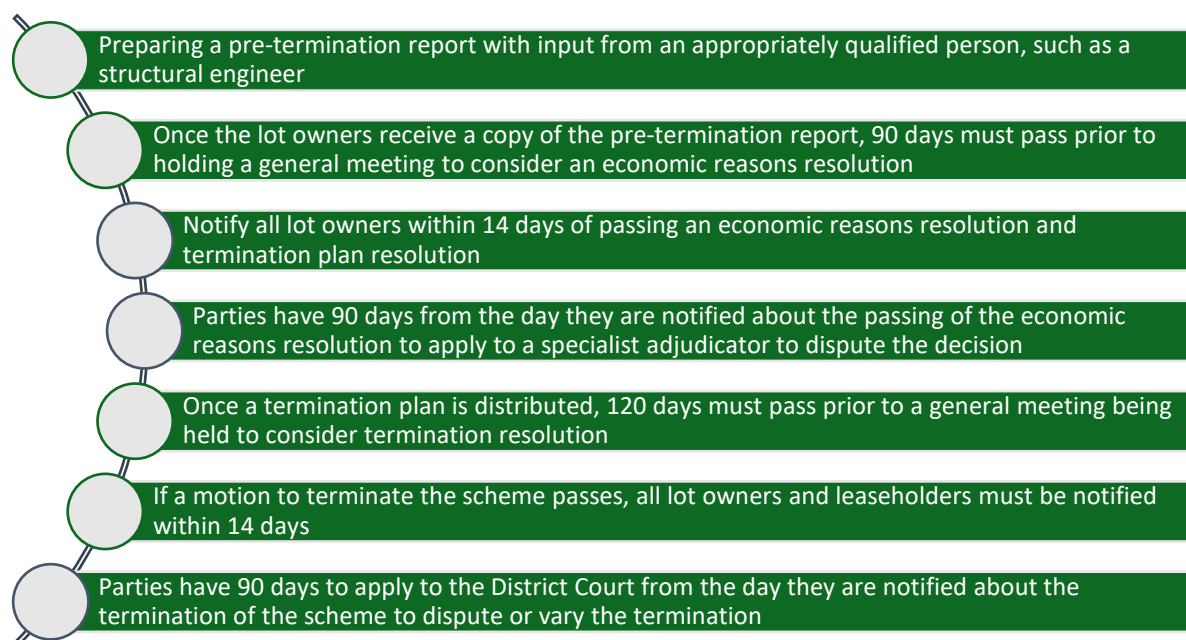 Preparing a pre-termination report with input from an appropriately qualified person, such as a
structural engineer
Once the lot owners receive a copy of the pre-termination report, 90 days must pass prior to
holding a general meeting to consider an economic reasons resolution
Notify all lot owners within 14 days of passing an economic reasons resolution and
termination plan resolution
Parties have 90 days from the day they are notified about the passing of the economic
reasons resolution to apply to a specialist adjudicator to dispute the decision
Once a termination plan is distributed, 120 days must pass prior to a general meeting being
held to consider termination resolution
If a motion to terminate the scheme passes, all lot owners and leaseholders must be notified
within 14 days
Parties have 90 days to apply to the District Court from the day they are notified about the
termination of the scheme to dispute or vary the termination